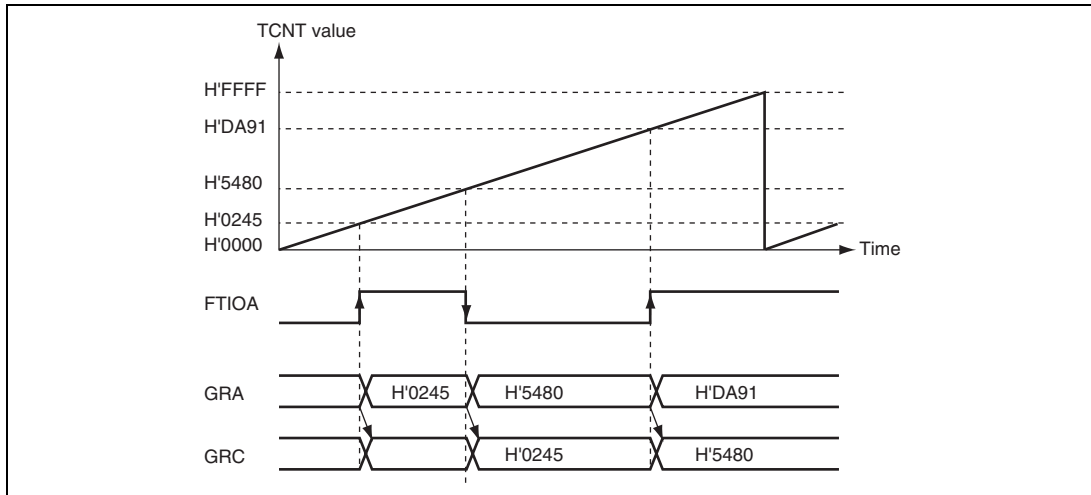 TCNT value
H'FFFF
H'DA91
H'5480
H'0245
H'0000
Time
FTIOA
GRA H'0245 H'5480 H'DA91
GRC H'0245 H'5480